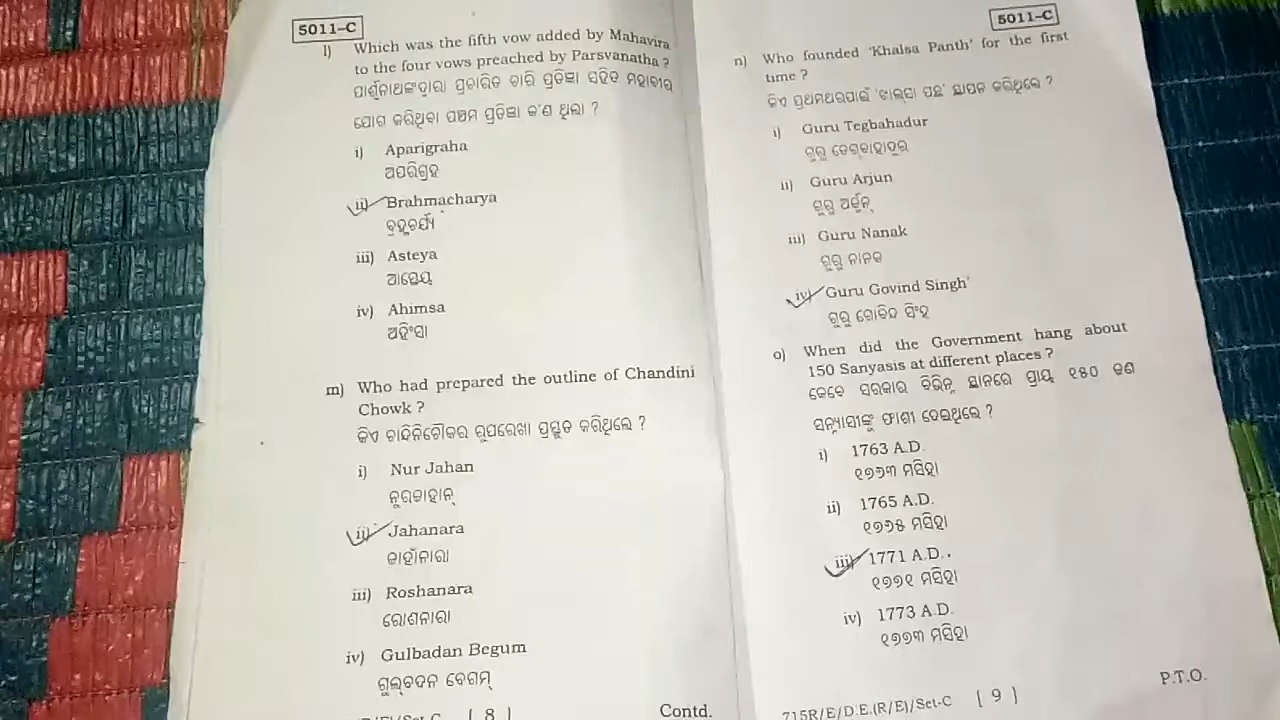 5011-C
l) Which was the fifth vow added by Mahavira
to the four vows preached by Parsvanatha ?
ପାର୍ଶ୍ଵନାଥଙ୍କଦ୍ୱାରା ପ୍ରଚାରିତ ଚାରି ପ୍ରତିଜ୍ଞା ସହିତ ମହାବୀର
ଯୋଗ କରିଥିବା ପଞ୍ଚମ ପ୍ରତିଜ୍ଞା କ'ଣ ଥିଲା ?
i) Aparigraha
ଅପରିଗ୍ରହ
ii) Brahmacharya
ବ୍ରହ୍ମଚର୍ଯ୍ୟ
iii) Asteya
ଆସ୍ତେୟ
iv) Ahimsa
ଅହିଂସା
m) Who had prepared the outline of Chandini
Chowk ?
କିଏ ଚାନ୍ଦିନିଚୌକର ରୂପରେଖା ପ୍ରସ୍ତୁତ କରିଥିଲେ ?
i) Nur Jahan
ନୁରଜାହାନ୍
ii) Jahanara
ଜାହାଁନାରା
iii) Roshanara
ରୋଶନାରା
iv) Gulbadan Begum
ଗୁଲ୍‌ବଦନ ବେଗମ୍
715R/E/D.E.(R/E)/Set-C [ 8 ] Contd.
5011-C
n) Who founded 'Khalsa Panth' for the first
time ?
କିଏ ପ୍ରଥମଥରପାଇଁ 'ଖାଲ୍‌ସା ପନ୍ଥ' ସ୍ଥାପନ କରିଥିଲେ ?
i) Guru Tegbahadur
ଗୁରୁ ତେଗ୍‌ବାହାଦୁର
ii) Guru Arjun
ଗୁରୁ ଅର୍ଜୁନ୍
iii) Guru Nanak
ଗୁରୁ ନାନକ
iv) Guru Govind Singh
ଗୁରୁ ଗୋବିନ୍ଦ ସିଂହ
o) When did the Government hang about
150 Sanyasis at different places ?
କେବେ ସରକାର ବିଭିନ୍ନ ସ୍ଥାନରେ ପ୍ରାୟ ୧୫୦ ଜଣ
ସନ୍ନ୍ୟାସୀଙ୍କୁ ଫାଶୀ ଦେଇଥିଲେ ?
i) 1763 A.D.
୧୭୬୩ ମସିହା
ii) 1765 A.D.
୧୭୬୫ ମସିହା
iii) 1771 A.D.
୧୭୭୧ ମସିହା
iv) 1773 A.D.
୧୭୭୩ ମସିହା
715R/E/D.E.(R/E)/Set-C [ 9 ] P.T.O.